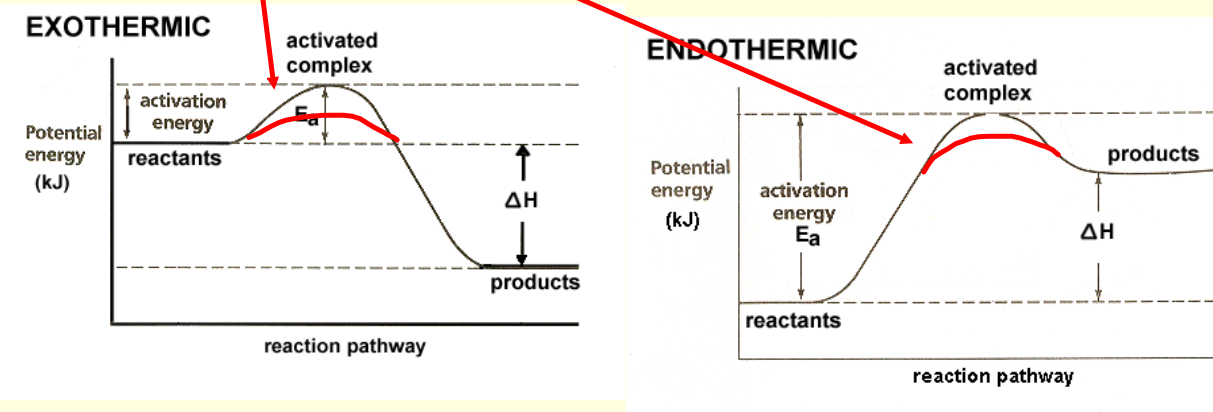 EXOTHERMIC
activated
complex
activation
energy
Ea
Potential
energy
(kJ)
reactants
ΔH
products
reaction pathway
ENDOTHERMIC
activated
complex
products
Potential
energy
(kJ)
activation
energy
Ea
ΔH
reactants
reaction pathway